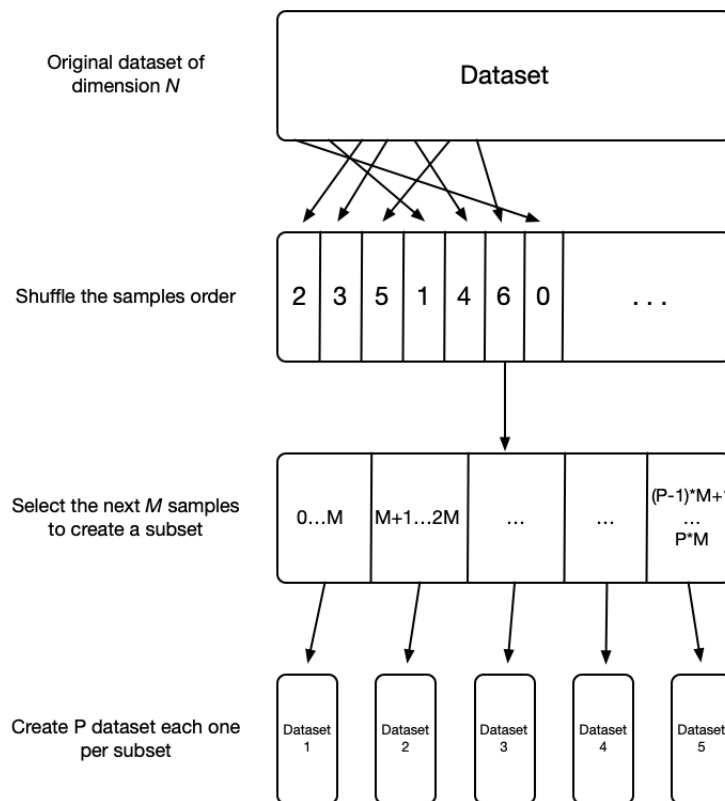 Original dataset of
dimension N
Dataset
Shuffle the samples order
2 3 5 1 4 6 0 . . .
Select the next M samples
to create a subset
0...M
M+1...2M
...
...
(P-1)*M+1
...
P*M
Create P dataset each one
per subset
Dataset
1
Dataset
2
Dataset
3
Dataset
4
Dataset
5